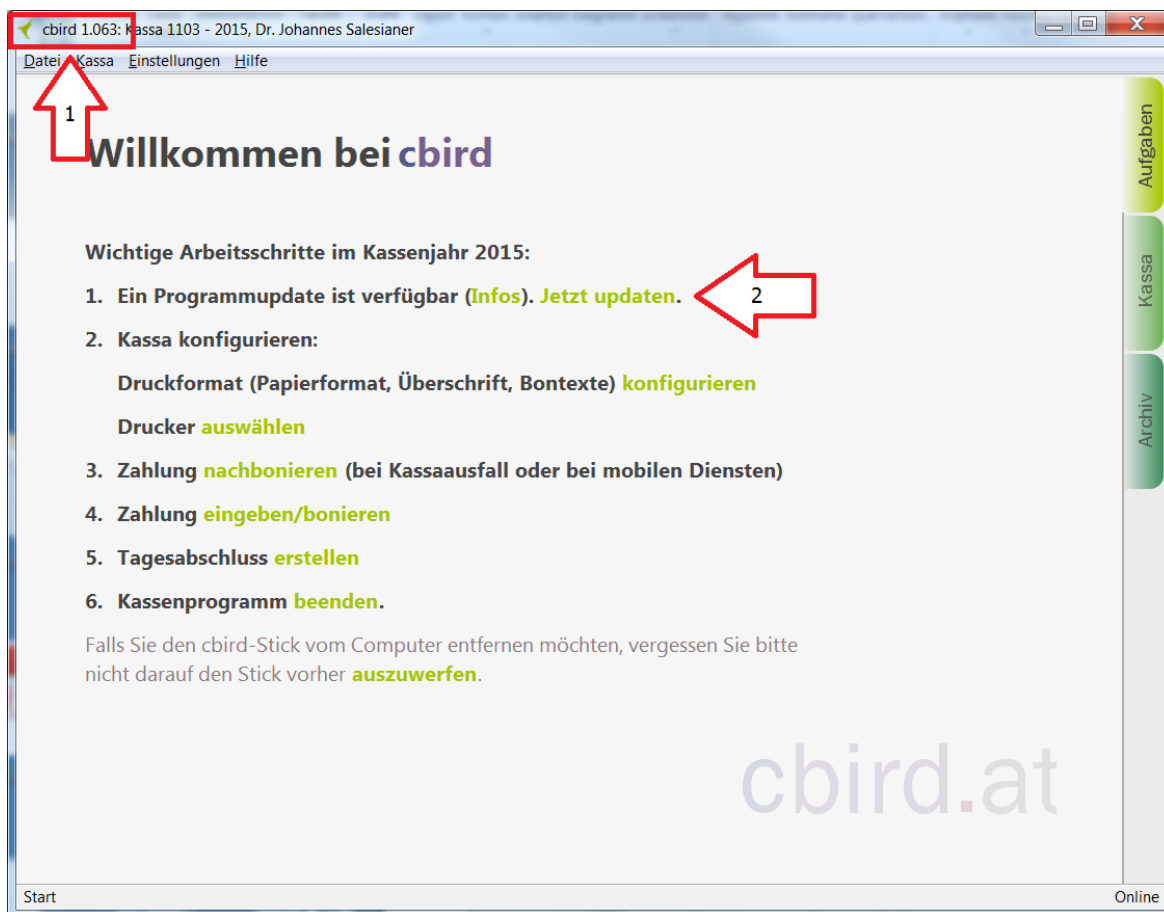 cbird 1.063: Kassa 1103 - 2015, Dr. Johannes Salesianer
Datei Kassa Einstellungen Hilfe
1
Willkommen bei cbird
Wichtige Arbeitsschritte im Kassenjahr 2015:
1. Ein Programmupdate ist verfügbar (Infos). Jetzt updaten.
2
2. Kassa konfigurieren:
Druckformat (Papierformat, Überschrift, Bontexte) konfigurieren
Drucker auswählen
3. Zahlung nachbonieren (bei Kassaausfall oder bei mobilen Diensten)
4. Zahlung eingeben/bonieren
5. Tagesabschluss erstellen
6. Kassenprogramm beenden.
Falls Sie den cbird-Stick vom Computer entfernen möchten, vergessen Sie bitte
nicht darauf den Stick vorher auszuwerfen.
cbird.at
Aufgaben
Kassa
Archiv
Start
Online